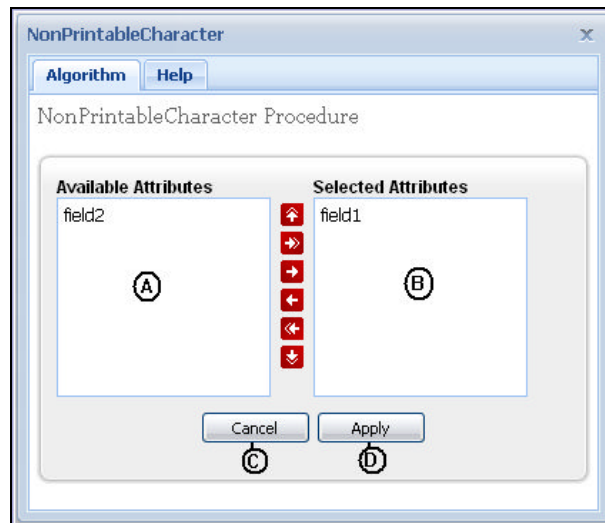 NonPrintableCharacter x
Algorithm Help
NonPrintableCharacter Procedure
Available Attributes Selected Attributes
field2 field1
A B
Cancel Apply
C D